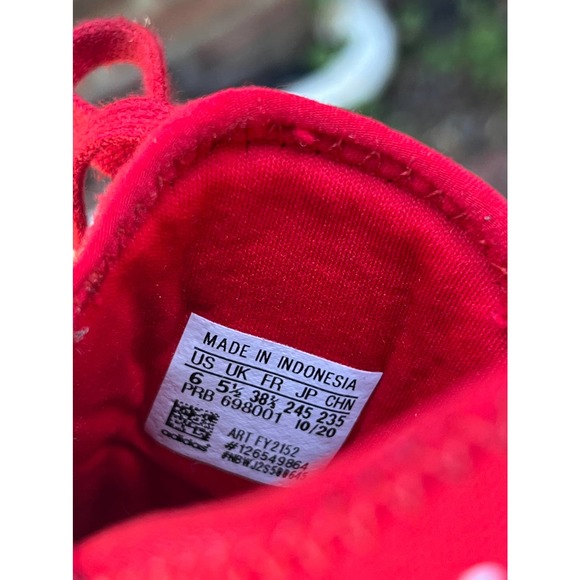 MADE IN INDONESIA
US UK FR JP CHN
6 5½ 38⅔ 245 235
PRB 698001 10/20
ART FY2152
#126549864
adidas